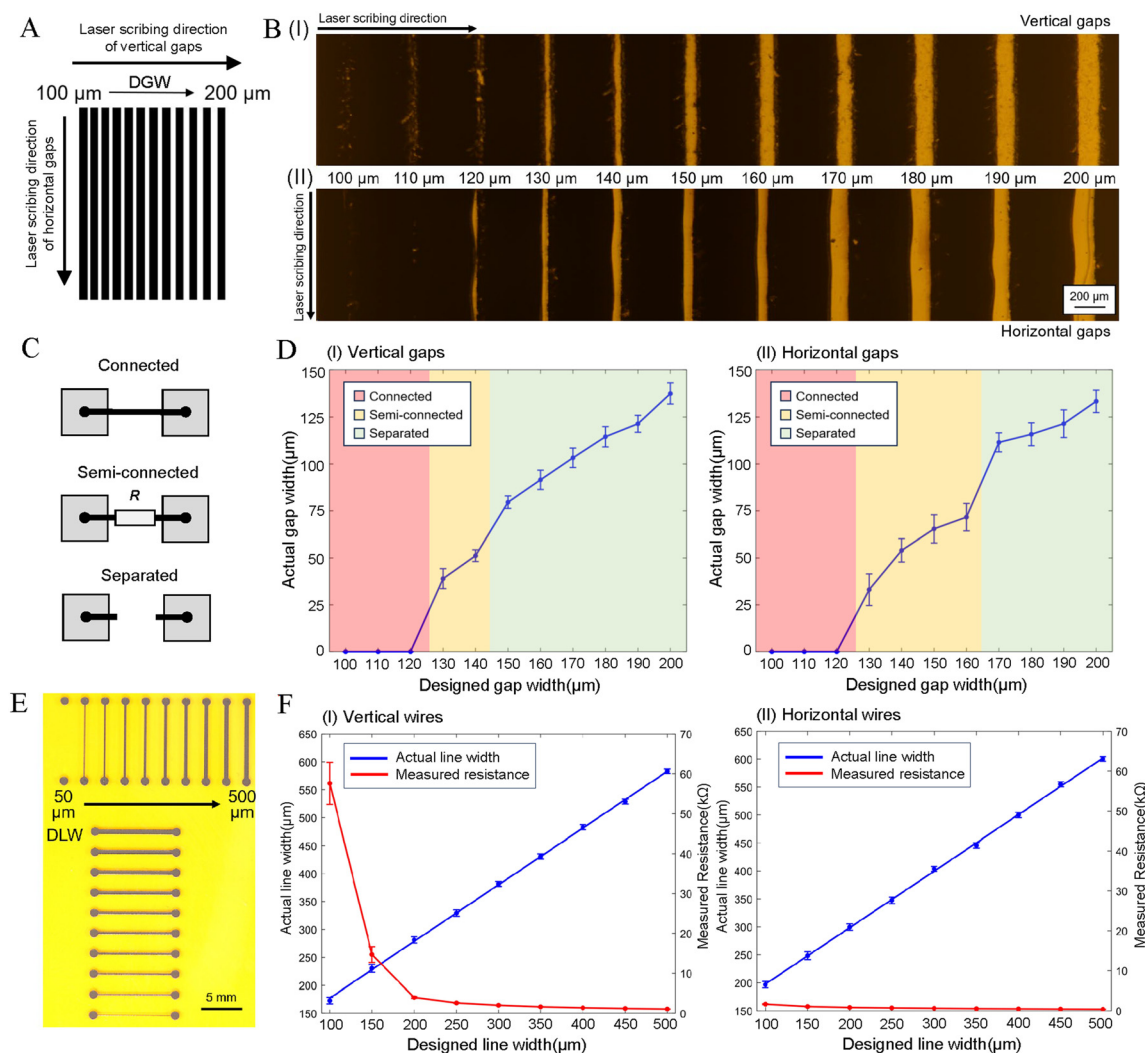 A
Laser scribing direction
of vertical gaps
DGW
100 μm
200 μm
Laser scribing direction
of horizontal gaps
B
(I)
Laser scribing direction
Vertical gaps
(II)
100 μm 110 μm 120 μm 130 μm 140 μm 150 μm 160 μm 170 μm 180 μm 190 μm 200 μm
Laser scribing direction
200 μm
Horizontal gaps
C
Connected
Semi-connected
R
Separated
D
(I) Vertical gaps
150
125
100
75
50
25
0
Actual gap width(μm)
Connected
Semi-connected
Separated
100 110 120 130 140 150 160 170 180 190 200
Designed gap width(μm)
(II) Horizontal gaps
150
125
100
75
50
25
0
Actual gap width(μm)
Connected
Semi-connected
Separated
100 110 120 130 140 150 160 170 180 190 200
Designed gap width(μm)
E
50
μm
500
μm
DLW
5 mm
F
(I) Vertical wires
650
600
550
500
450
400
350
300
250
200
150
Actual line width(μm)
Actual line width
Measured resistance
70
60
50
40
30
20
10
0
Measured Resistance(kΩ)
100 150 200 250 300 350 400 450 500
Designed line width(μm)
(II) Horizontal wires
650
600
550
500
450
400
350
300
250
200
150
Actual line width(μm)
Actual line width
Measured resistance
70
60
50
40
30
20
10
0
Measured Resistance(kΩ)
100 150 200 250 300 350 400 450 500
Designed line width(μm)